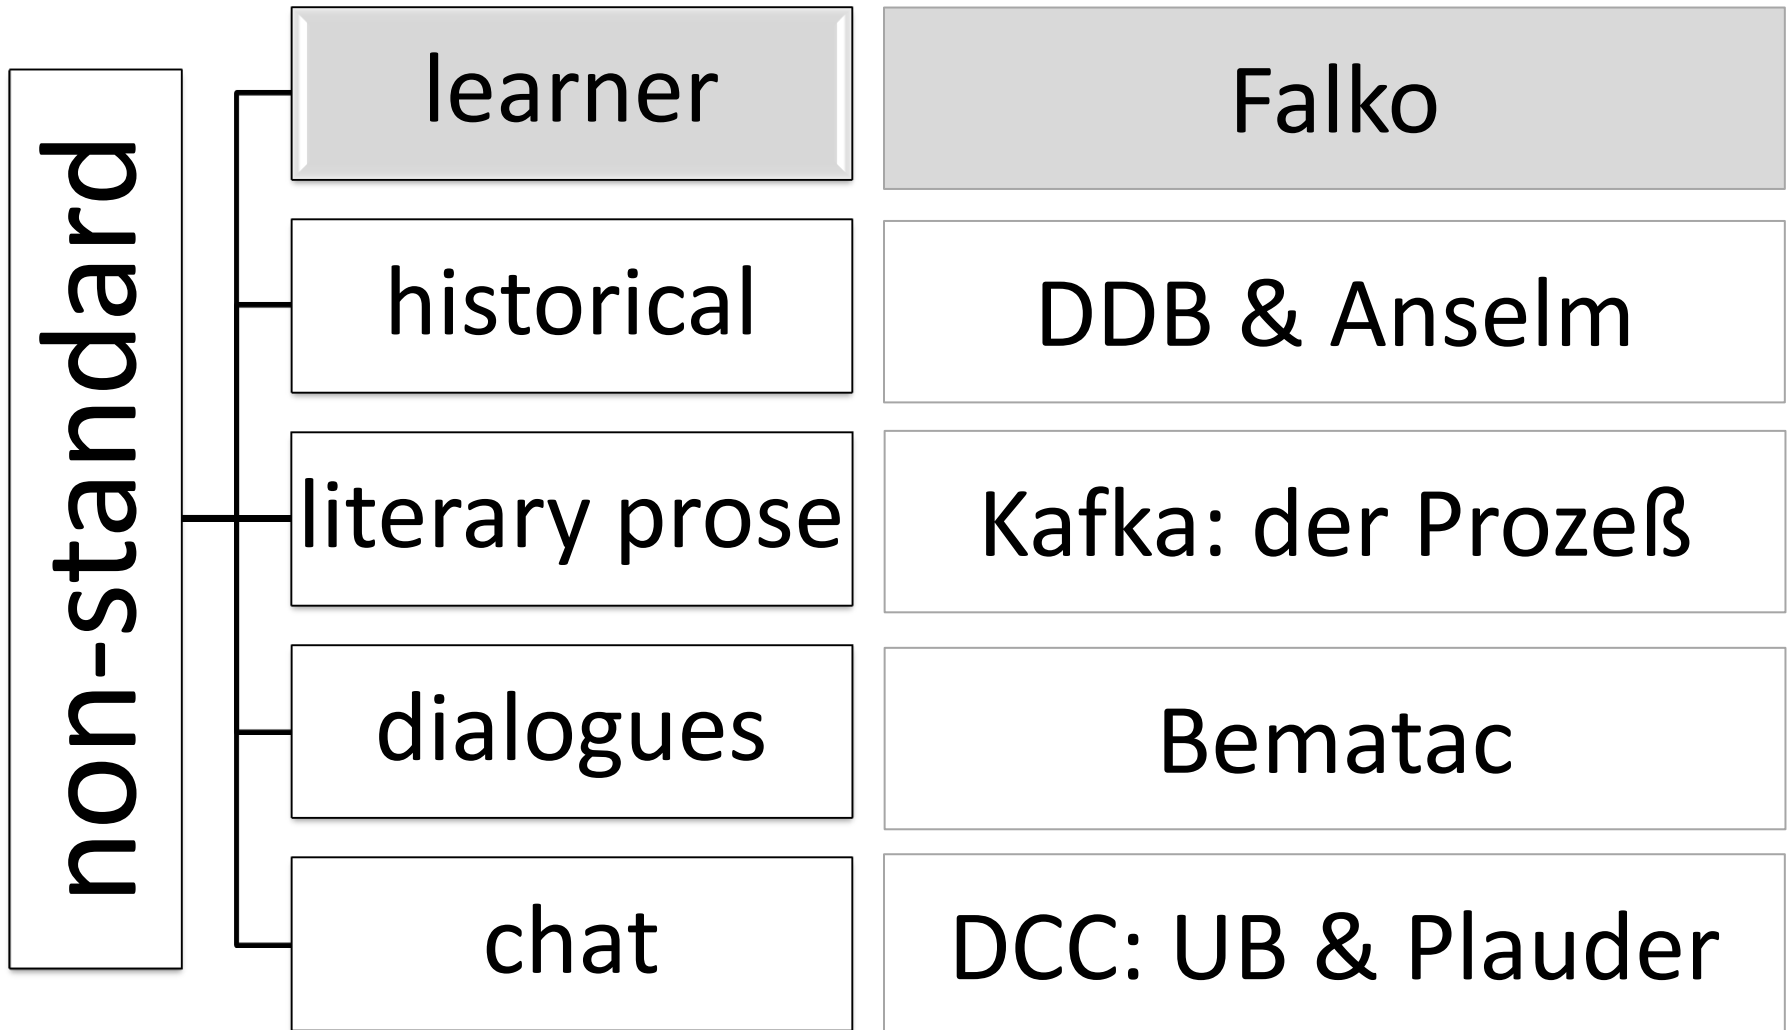 non-standard
learner
Falko
historical
DDB & Anselm
literary prose
Kafka: der Prozeß
dialogues
Bematac
chat
DCC: UB & Plauder